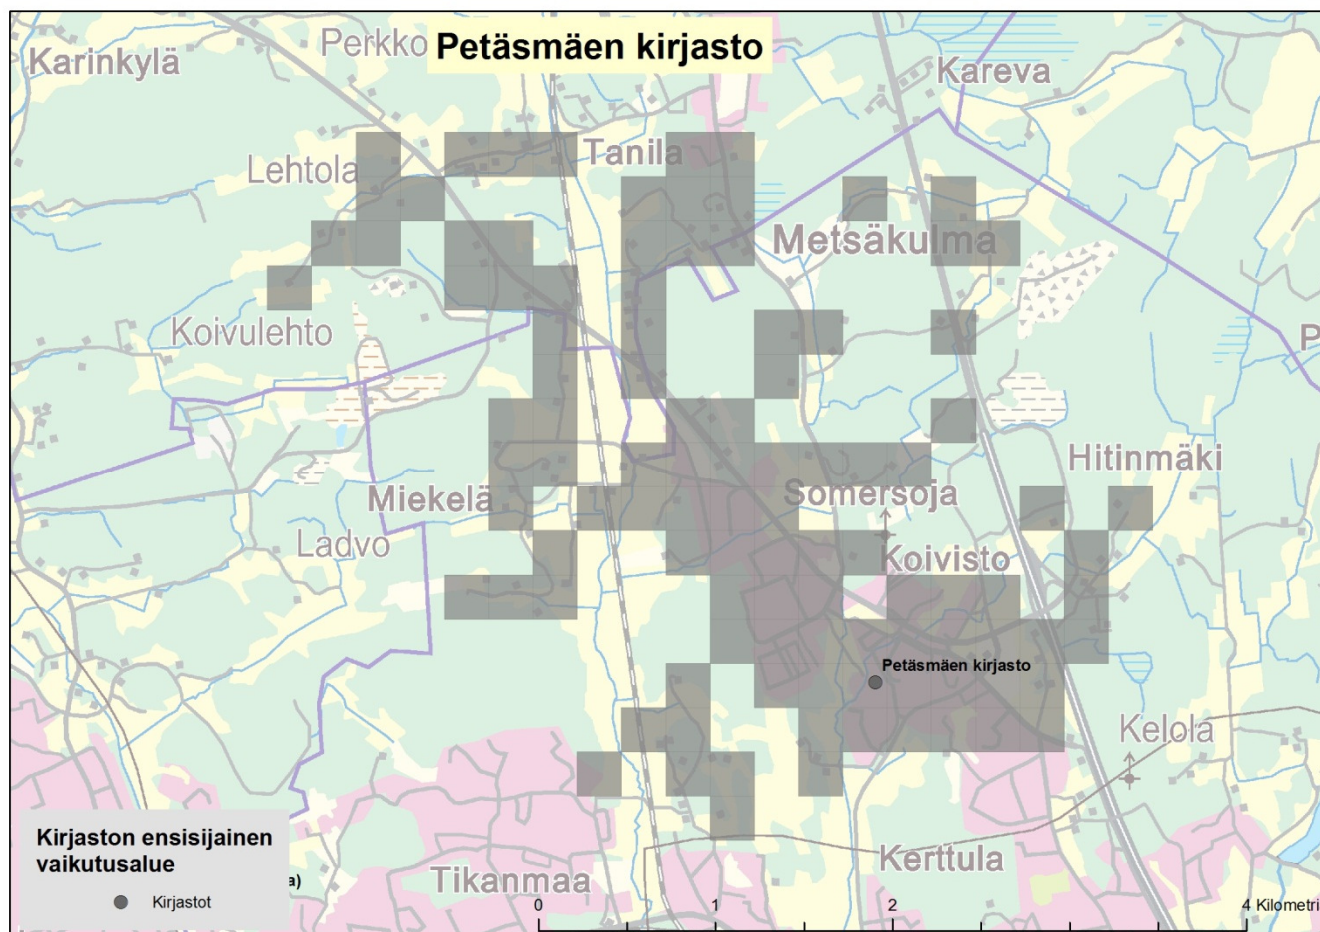 Petäsmäen kirjasto
Perkko
Karinkylä
Kareva
Tanila
Lehtola
Metsäkulma
Koivulehto
P
Hitinmäki
Miekelä
Somersoja
Ladvo
Koivisto
Petäsmäen kirjasto
Kelola
Kerttula
Tikanmaa
Kirjaston ensisijainen
vaikutusalue
a)
Kirjastot
0 1 2 4 Kilometri